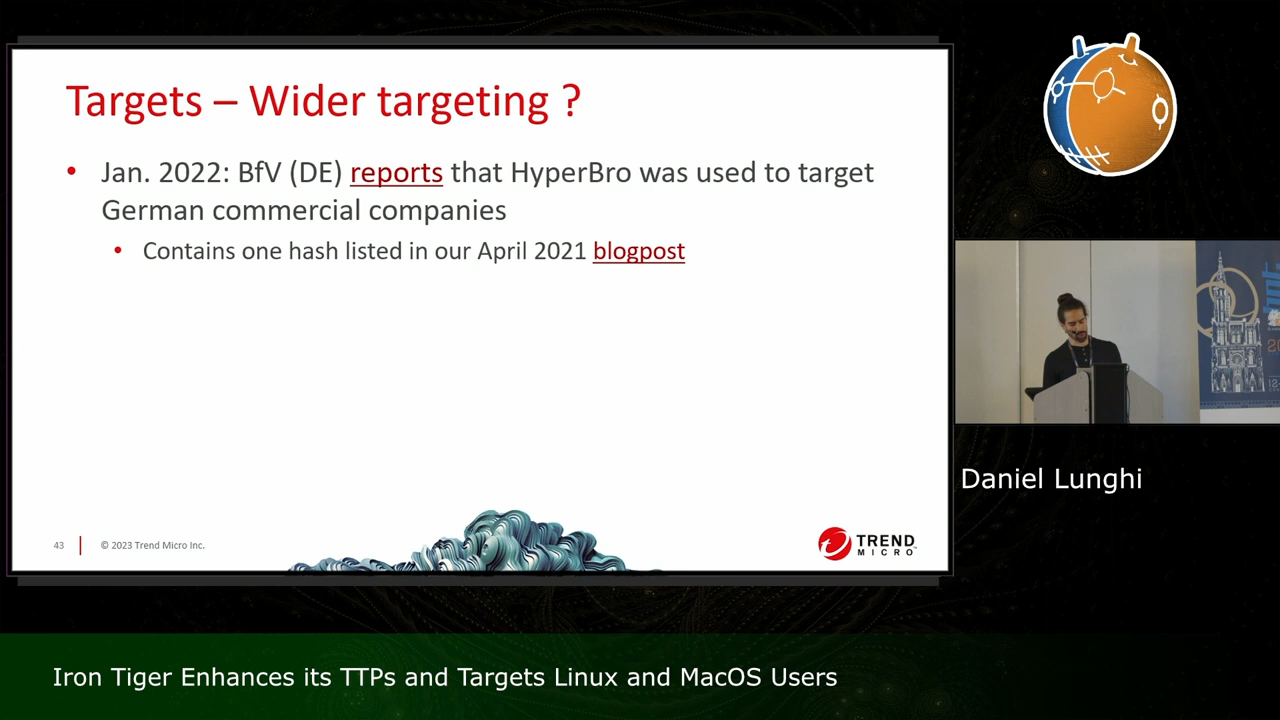 Targets – Wider targeting ?
• Jan. 2022: BfV (DE) reports that HyperBro was used to target
German commercial companies
• Contains one hash listed in our April 2021 blogpost
43
© 2023 Trend Micro Inc.
TREND
MICRO™
Daniel Lunghi
Iron Tiger Enhances its TTPs and Targets Linux and MacOS Users